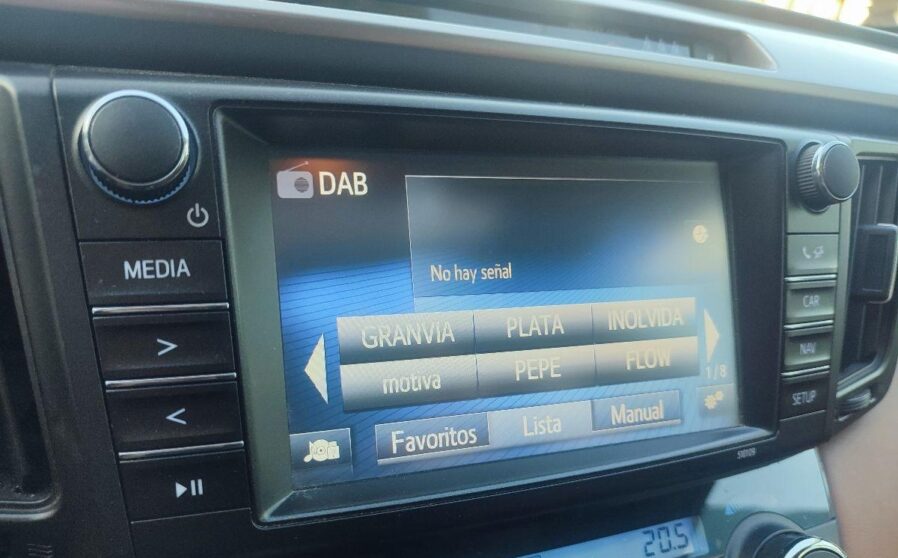 DAB
MEDIA
No hay señal
GRANVIA PLATA INOLVIDA
motiva PEPE FLOW
1/8
Favoritos Lista Manual
CAR
NAV
SETUP
510109
20.5